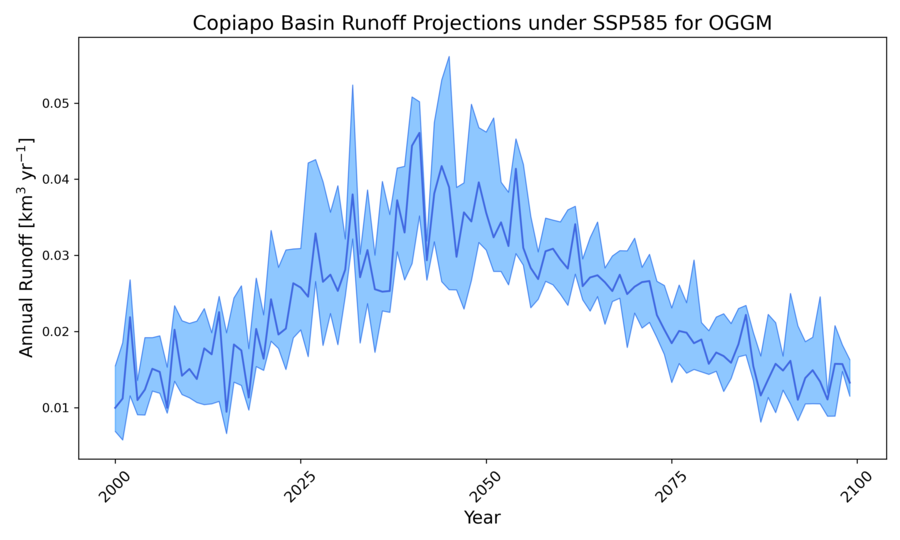 Copiapo Basin Runoff Projections under SSP585 for OGGM
Annual Runoff [km³ yr⁻¹]
0.05
0.04
0.03
0.02
0.01
2000 2025 2050 2075 2100
Year